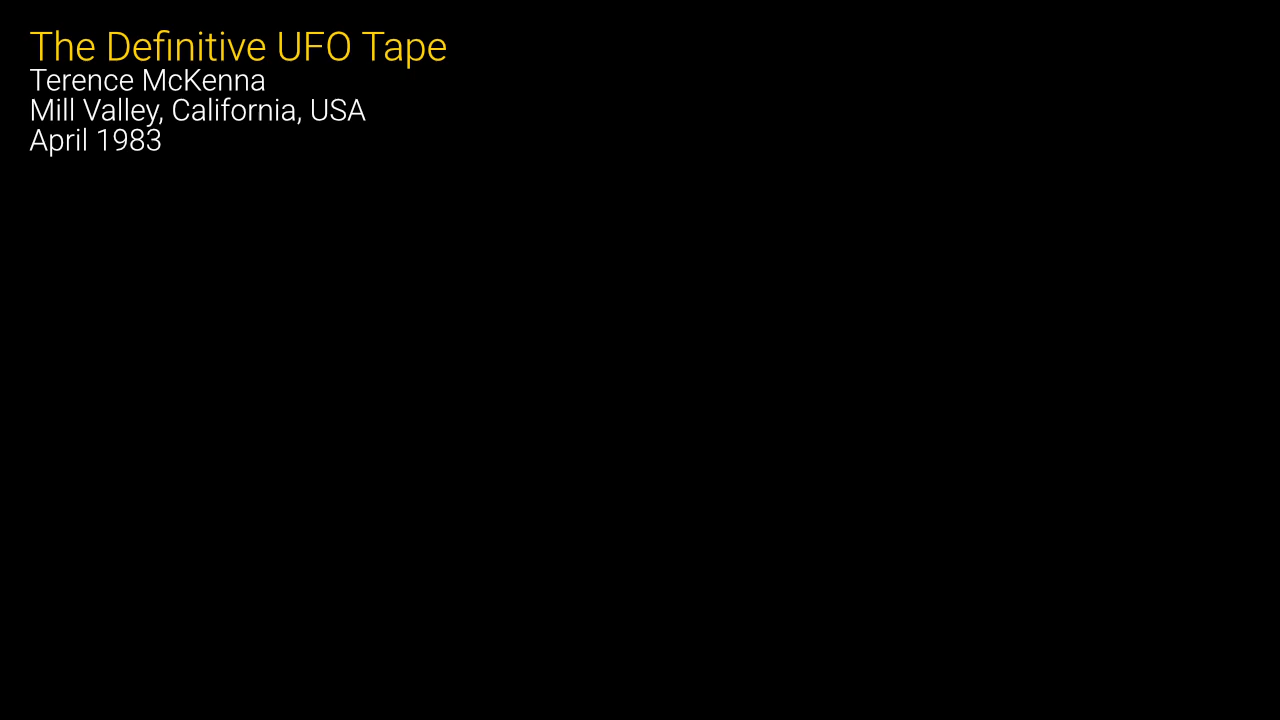 The Definitive UFO Tape
Terence McKenna
Mill Valley, California, USA
April 1983